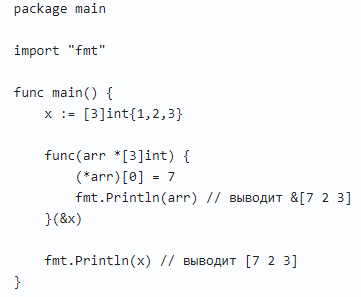 package main
import "fmt"
func main() {
x := [3]int{1,2,3}
func(arr *[3]int) {
(*arr)[0] = 7
fmt.Println(arr) // выводит &[7 2 3]
}(&x)
fmt.Println(x) // выводит [7 2 3]
}